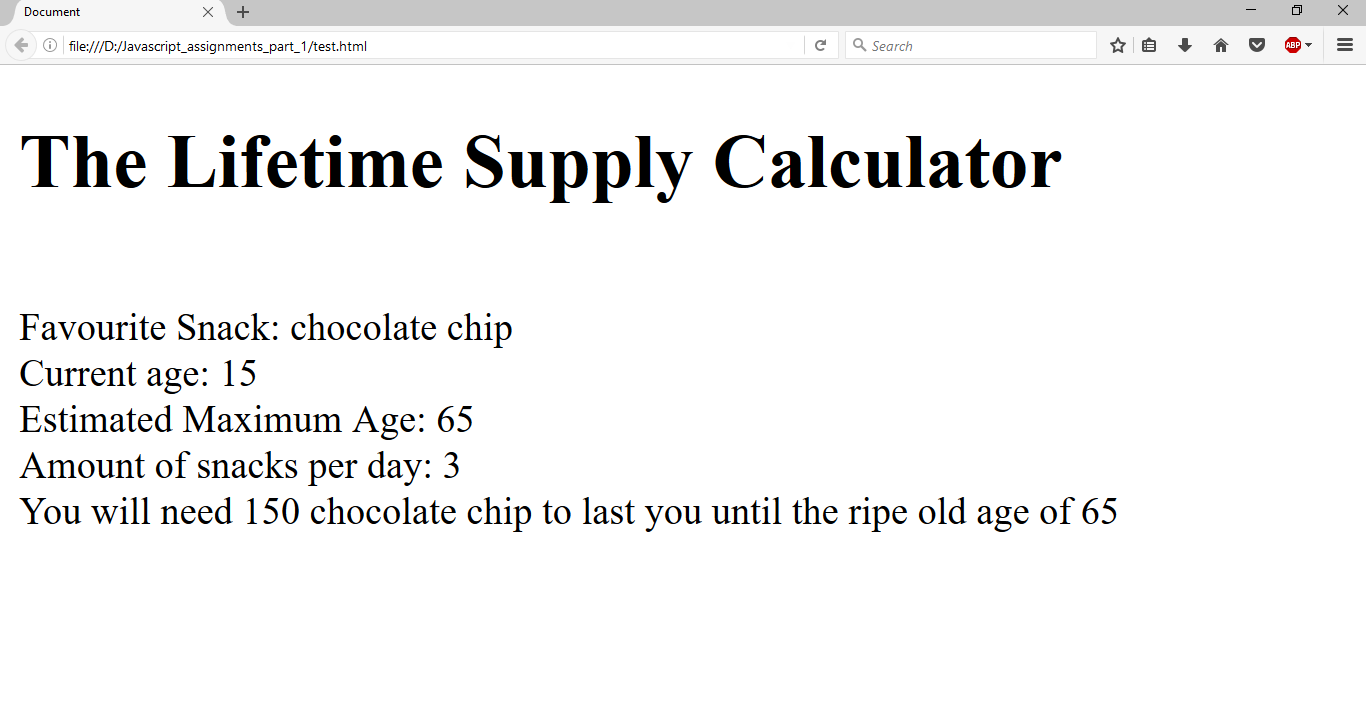 Document
file:///D:/Javascript_assignments_part_1/test.html
Search
ABP
The Lifetime Supply Calculator
Favourite Snack: chocolate chip
Current age: 15
Estimated Maximum Age: 65
Amount of snacks per day: 3
You will need 150 chocolate chip to last you until the ripe old age of 65